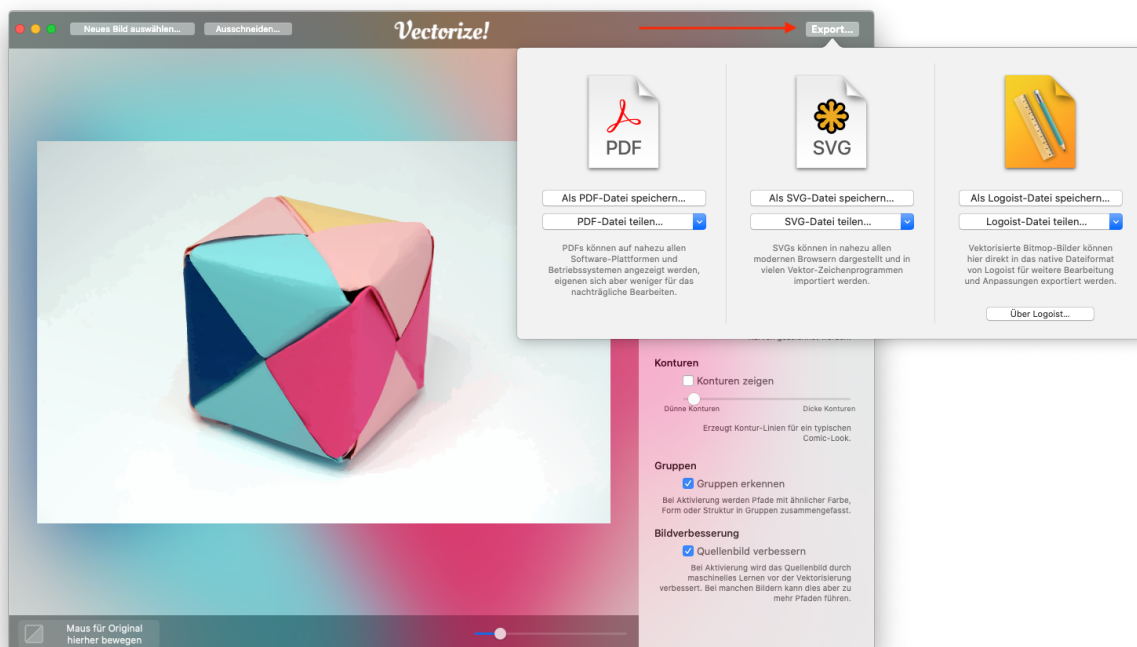 Neues Bild auswählen...
Ausschneiden...
Vectorize!
Export...
PDF
Als PDF-Datei speichern...
PDF-Datei teilen...
PDFs können auf nahezu allen
Software-Plattformen und
Betriebssystemen angezeigt werden,
eigenen sich aber weniger für das
nachträgliche Bearbeiten.
SVG
Als SVG-Datei speichern...
SVG-Datei teilen...
SVGs können in nahezu allen
modernen Browsern dargestellt und in
vielen Vektor-Zeichenprogrammen
importiert werden.
Als Logoist-Datei speichern...
Logoist-Datei teilen...
Vektorisierte Bitmop-Bilder können
hier direkt in das native Dateiformat
von Logoist für weitere Bearbeitung
und Anpassungen exportiert werden.
Über Logoist...
Konturen
Konturen zeigen
Dünne Konturen
Dicke Konturen
Erzeugt Kontur-Linien für ein typischen
Comic-Look.
Gruppen
Gruppen erkennen
Bei Aktivierung werden Pfade mit ähnlicher Farbe,
Form oder Struktur in Gruppen zusammengefasst.
Bildverbesserung
Quellenbild verbessern
Bei Aktivierung wird das Quellenbild durch
maschinelles Lernen vor der Vektorisierung
verbessert. Bei manchen Bildern kann dies aber zu
mehr Pfaden führen.
Maus für Original
hierher bewegen